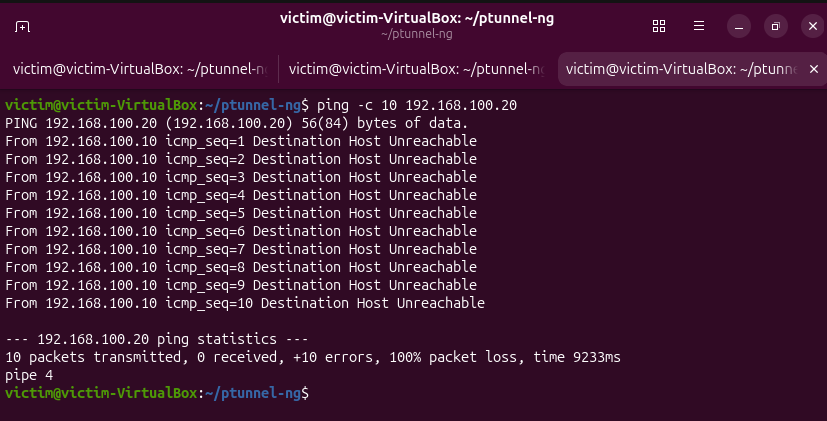 victim@victim-VirtualBox: ~/ptunnel-ng
~/ptunnel-ng
victim@victim-VirtualBox: ~/ptunnel-n
victim@victim-VirtualBox: ~/ptunnel-n
victim@victim-VirtualBox: ~/ptunn
victim@victim-VirtualBox:~/ptunnel-ng$ ping -c 10 192.168.100.20
PING 192.168.100.20 (192.168.100.20) 56(84) bytes of data.
From 192.168.100.10 icmp_seq=1 Destination Host Unreachable
From 192.168.100.10 icmp_seq=2 Destination Host Unreachable
From 192.168.100.10 icmp_seq=3 Destination Host Unreachable
From 192.168.100.10 icmp_seq=4 Destination Host Unreachable
From 192.168.100.10 icmp_seq=5 Destination Host Unreachable
From 192.168.100.10 icmp_seq=6 Destination Host Unreachable
From 192.168.100.10 icmp_seq=7 Destination Host Unreachable
From 192.168.100.10 icmp_seq=8 Destination Host Unreachable
From 192.168.100.10 icmp_seq=9 Destination Host Unreachable
From 192.168.100.10 icmp_seq=10 Destination Host Unreachable
--- 192.168.100.20 ping statistics ---
10 packets transmitted, 0 received, +10 errors, 100% packet loss, time 9233ms
pipe 4
victim@victim-VirtualBox:~/ptunnel-ng$